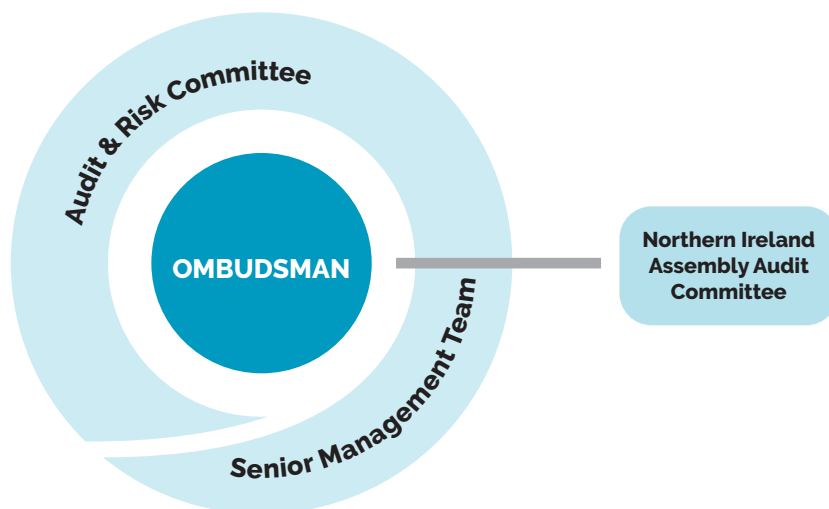 Audit & Risk Committee
OMBUDSMAN
Senior Management Team
Northern Ireland
Assembly Audit
Committee